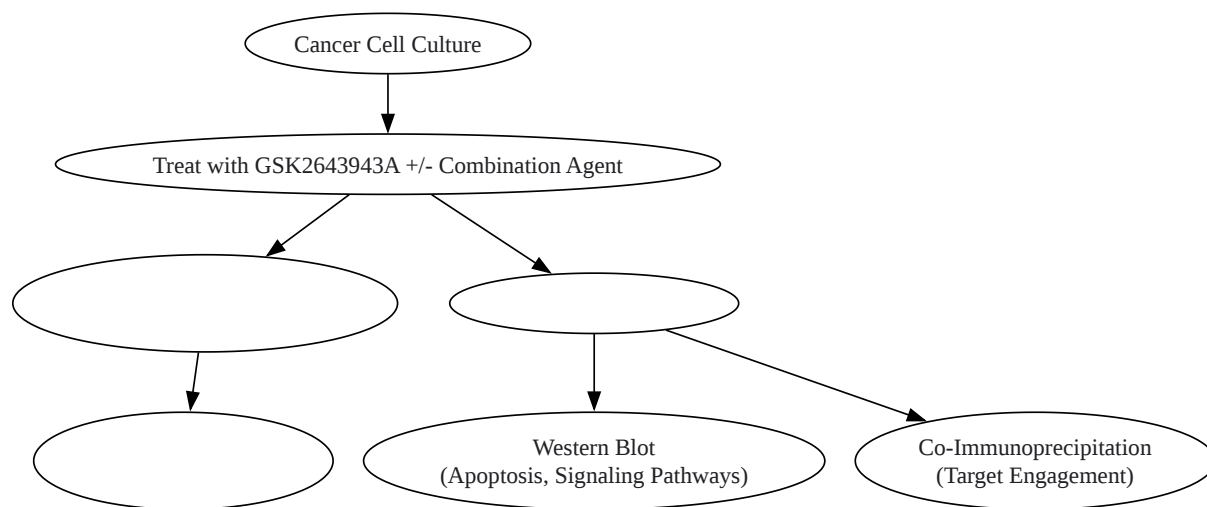 Cancer Cell Culture
Treat with GSK2643943A +/- Combination Agent
Western Blot
(Apoptosis, Signaling Pathways)
Co-Immunoprecipitation
(Target Engagement)